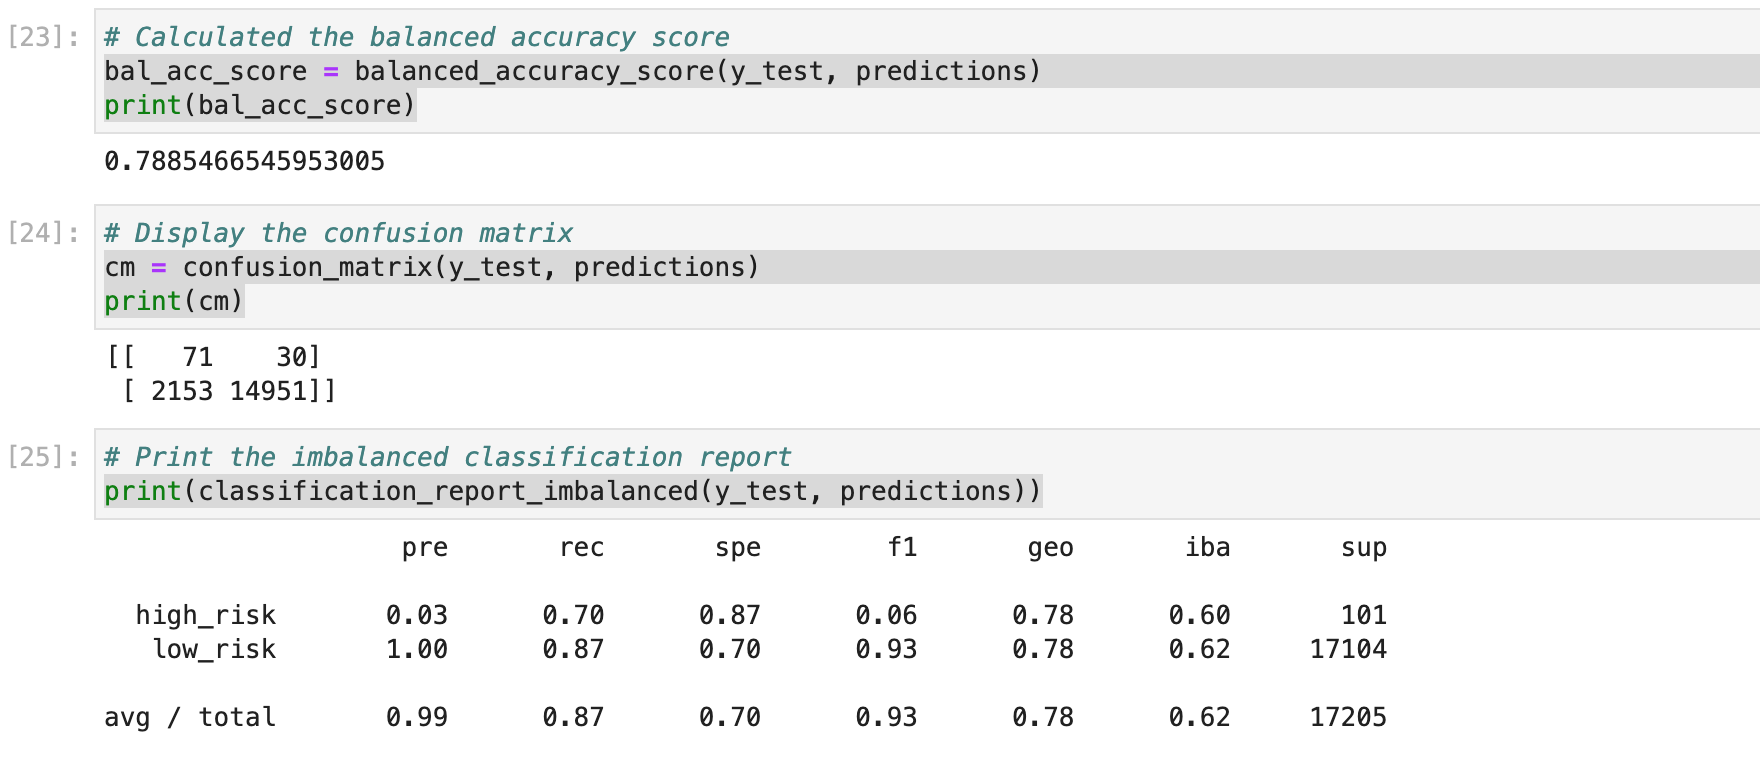 [23]: # Calculated the balanced accuracy score
bal_acc_score = balanced_accuracy_score(y_test, predictions)
print(bal_acc_score)
0.7885466545953005
[24]: # Display the confusion matrix
cm = confusion_matrix(y_test, predictions)
print(cm)
[[   71    30]
 [ 2153 14951]]
[25]: # Print the imbalanced classification report
print(classification_report_imbalanced(y_test, predictions))
                   pre       rec       spe        f1       geo       iba       sup
  high_risk       0.03      0.70      0.87      0.06      0.78      0.60       101
   low_risk       1.00      0.87      0.70      0.93      0.78      0.62     17104
avg / total       0.99      0.87      0.70      0.93      0.78      0.62     17205